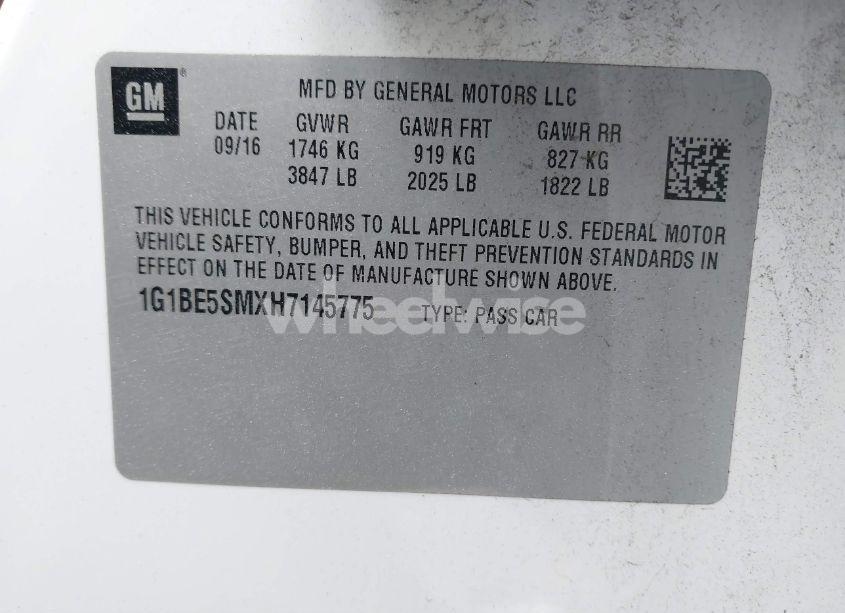 GM
MFD BY GENERAL MOTORS LLC
DATE GVWR GAWR FRT GAWR RR
09/16 1746 KG 919 KG 827 KG
3847 LB 2025 LB 1822 LB
THIS VEHICLE CONFORMS TO ALL APPLICABLE U.S. FEDERAL MOTOR
VEHICLE SAFETY, BUMPER, AND THEFT PREVENTION STANDARDS IN
EFFECT ON THE DATE OF MANUFACTURE SHOWN ABOVE.
1G1BE5SMXH7145775 TYPE: PASS CAR
wheelwise